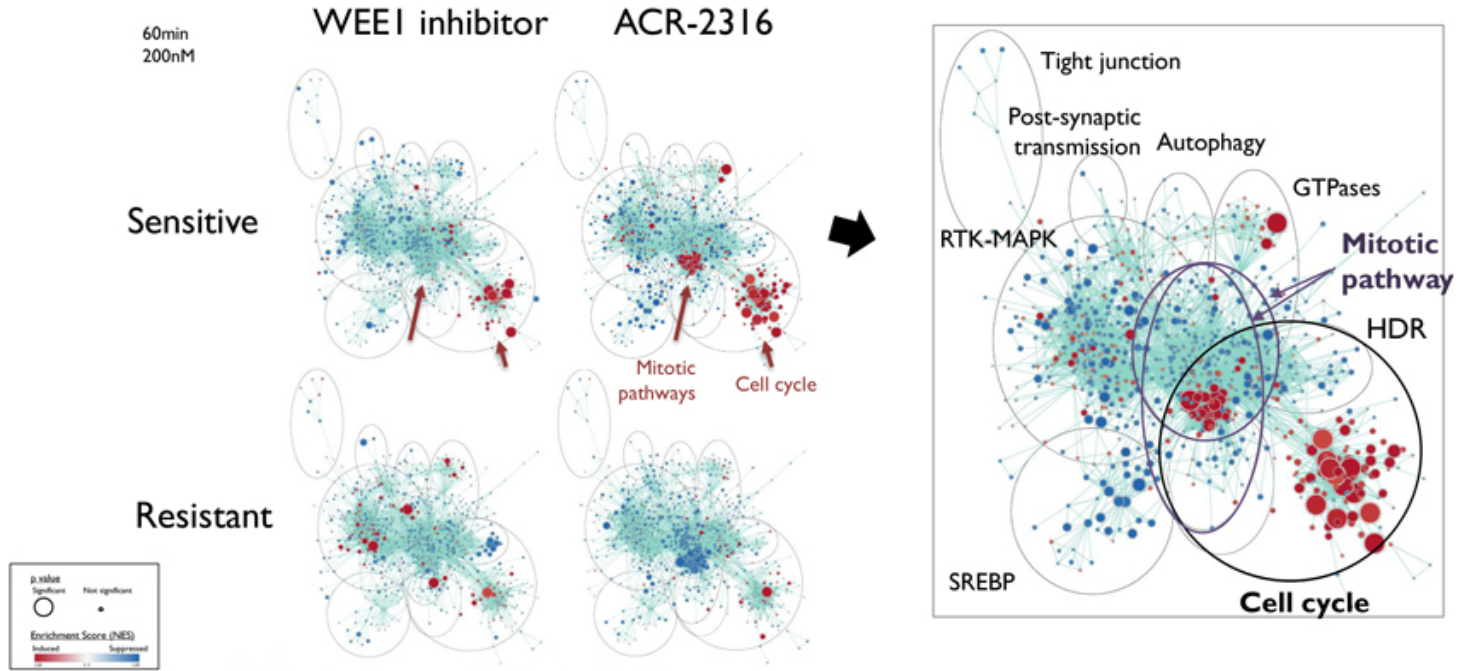 WEE1 inhibitor
ACR-2316
60min
200nM
Sensitive
Resistant
Mitotic
pathways
Cell cycle
Tight junction
Post-synaptic
transmission
Autophagy
GTPases
RTK-MAPK
Mitotic
pathway
HDR
SREBP
Cell cycle
p value
Significant
Not significant
Enrichment Score (NES)
Induced
Suppressed